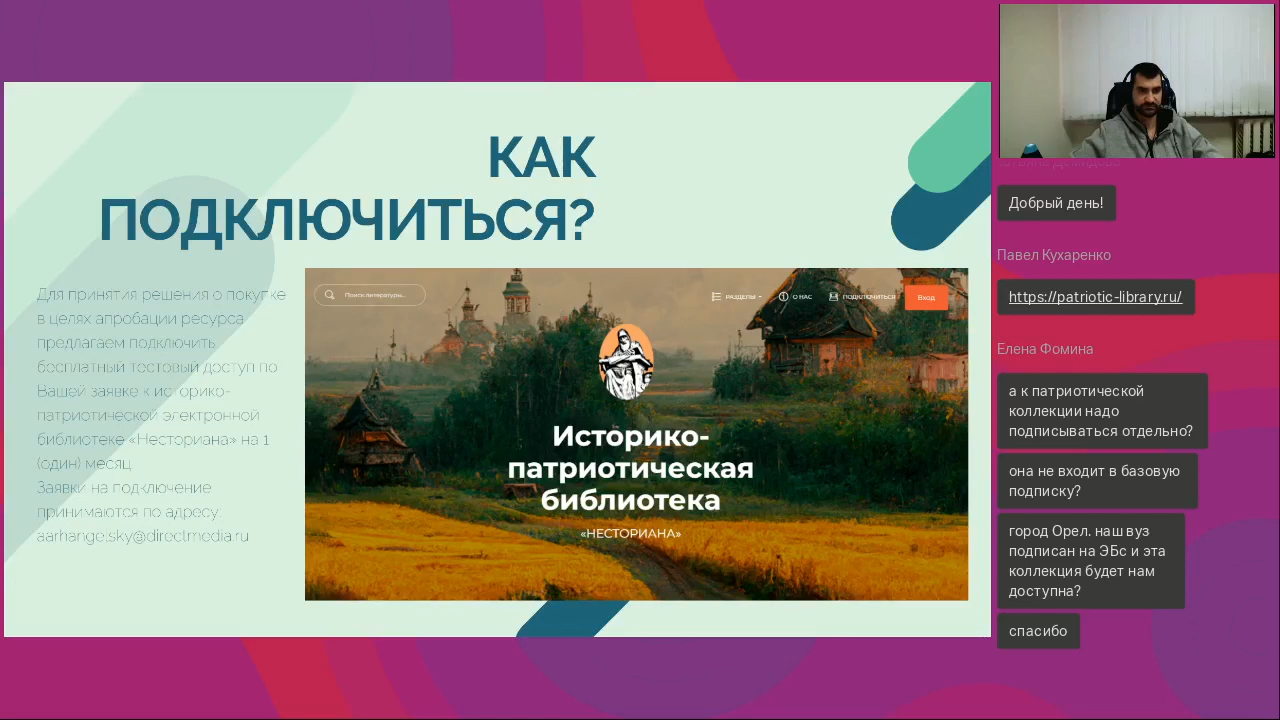 КАК
ПОДКЛЮЧИТЬСЯ?
Для принятия решения о покупке
в целях апробации ресурса
предлагаем подключить
бесплатный тестовый доступ по
Вашей заявке к историко-
патриотической электронной
библиотеке «Несториана» на 1
(один) месяц
Заявки на подключение
принимаются по адресу:
aarhangelsky@directmedia.ru
Поиск литературы...
РАЗДЕЛЫ
О НАС
ПОДКЛЮЧИТЬСЯ
Вход
Историко-
патриотическая
библиотека
«НЕСТОРИАНА»
Добрый день!
Павел Кухаренко
https://patriotic-library.ru/
Елена Фомина
а к патриотической
коллекции надо
подписываться отдельно?
она не входит в базовую
подписку?
город Орел. наш вуз
подписан на ЭБс и эта
коллекция будет нам
доступна?
спасибо